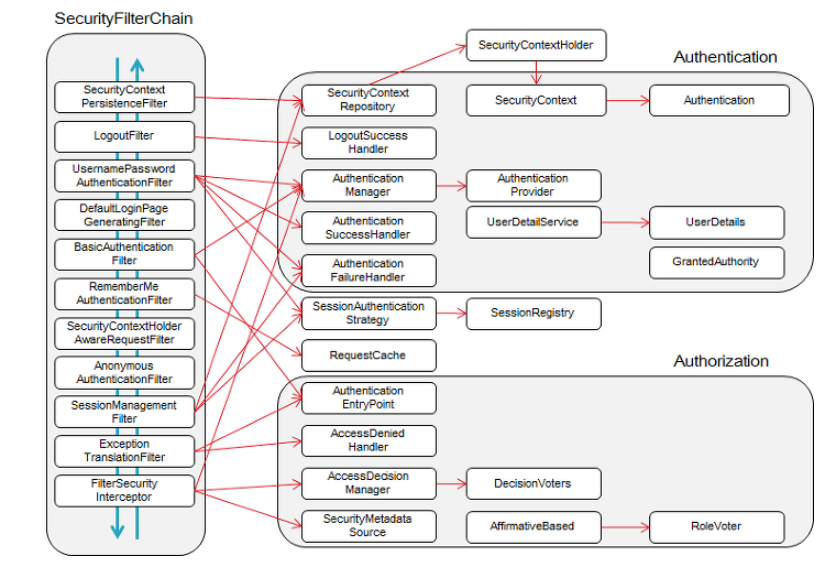 SecurityFilterChain
SecurityContext
PersistenceFilter
LogoutFilter
UsernamePassword
AuthenticationFilter
DefaultLoginPage
GeneratingFilter
BasicAuthentication
Filter
RememberMe
AuthenticationFilter
SecurityContextHolder
AwareRequestFilter
Anonymous
AuthenticationFilter
SessionManagement
Filter
Exception
TranslationFilter
FilterSecurity
Interceptor
SecurityContextHolder
Authentication
SecurityContext
Repository
SecurityContext
Authentication
LogoutSuccess
Handler
Authentication
Manager
Authentication
Provider
Authentication
SuccessHandler
UserDetailService
UserDetails
Authentication
FailureHandler
GrantedAuthority
SessionAuthentication
Strategy
SessionRegistry
RequestCache
Authorization
Authentication
EntryPoint
AccessDenied
Handler
AccessDecision
Manager
DecisionVoters
SecurityMetadata
Source
AffirmativeBased
RoleVoter